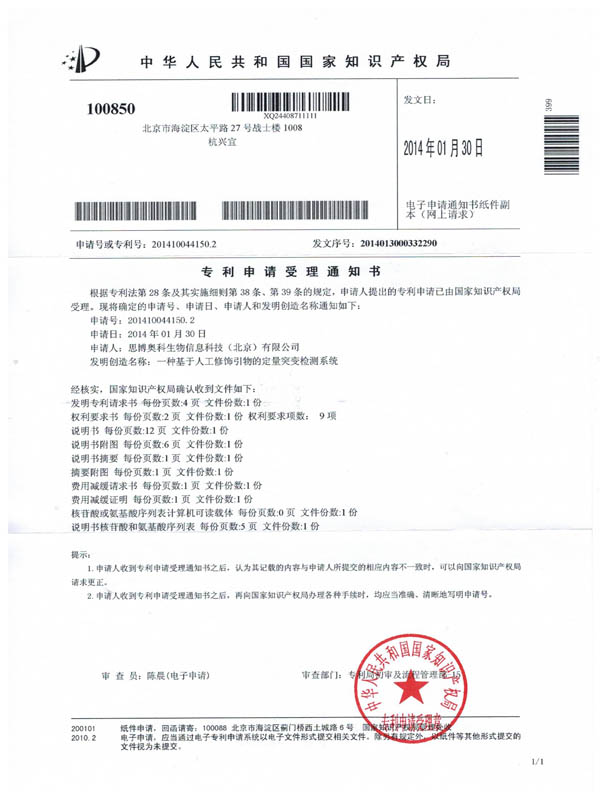 中华人民共和国国家知识产权局
100850
XQ24408711111
北京市海淀区太平路 27 号战士楼 1008
杭兴宜
发文日:
2014 年 01 月 30 日
399
电子申请通知书纸件副
本（网上请求）
申请号或专利号: 201410044150.2 发文序号: 2014013000332290
专利申请受理通知书
根据专利法第 28 条及其实施细则第 38 条、第 39 条的规定，申请人提出的专利申请已由国家知识产权局
受理。现将确定的申请号、申请日、申请人和发明创造名称通知如下:
申请号: 201410044150.2
申请日: 2014 年 01 月 30 日
申请人: 思博奥科生物信息科技（北京）有限公司
发明创造名称: 一种基于人工修饰引物的定量突变检测系统
经核实，国家知识产权局确认收到文件如下:
发明专利请求书 每份页数:4 页 文件份数:1 份
权利要求书 每份页数:2 页 文件份数:1 份 权利要求项数: 9 项
说明书 每份页数:12 页 文件份数:1 份
说明书附图 每份页数:6 页 文件份数:1 份
说明书摘要 每份页数:1 页 文件份数:1 份
摘要附图 每份页数:1 页 文件份数:1 份
费用减缓请求书 每份页数:1 页 文件份数:1 份
费用减缓证明 每份页数:1 页 文件份数:1 份
核苷酸或氨基酸序列表计算机可读载体 每份页数:0 页 文件份数:1 份
说明书核苷酸和氨基酸序列表 每份页数:5 页 文件份数:1 份
提示:
1. 申请人收到专利申请受理通知书之后，认为其记载的内容与申请人所提交的相应内容不一致时，可以向国家知识产权局
请求更正。
2. 申请人收到专利申请受理通知书之后，再向国家知识产权局办理各种手续时，均应当准确、清晰地写明申请号。
中华人民共和国国家知识产权局
专利申请受理章
审 查 员: 陈晨(电子申请) 审查部门: 专利局初审及流程管理部-15
200101 纸件申请，回函请寄: 100088 北京市海淀区蓟门桥西土城路 6 号 国家知识产权局受理处收
2010. 2 电子申请，应当通过电子专利申请系统以电子文件形式提交相关文件。除另有规定外，以纸件等其他形式提交的
文件视为未提交。
1/1